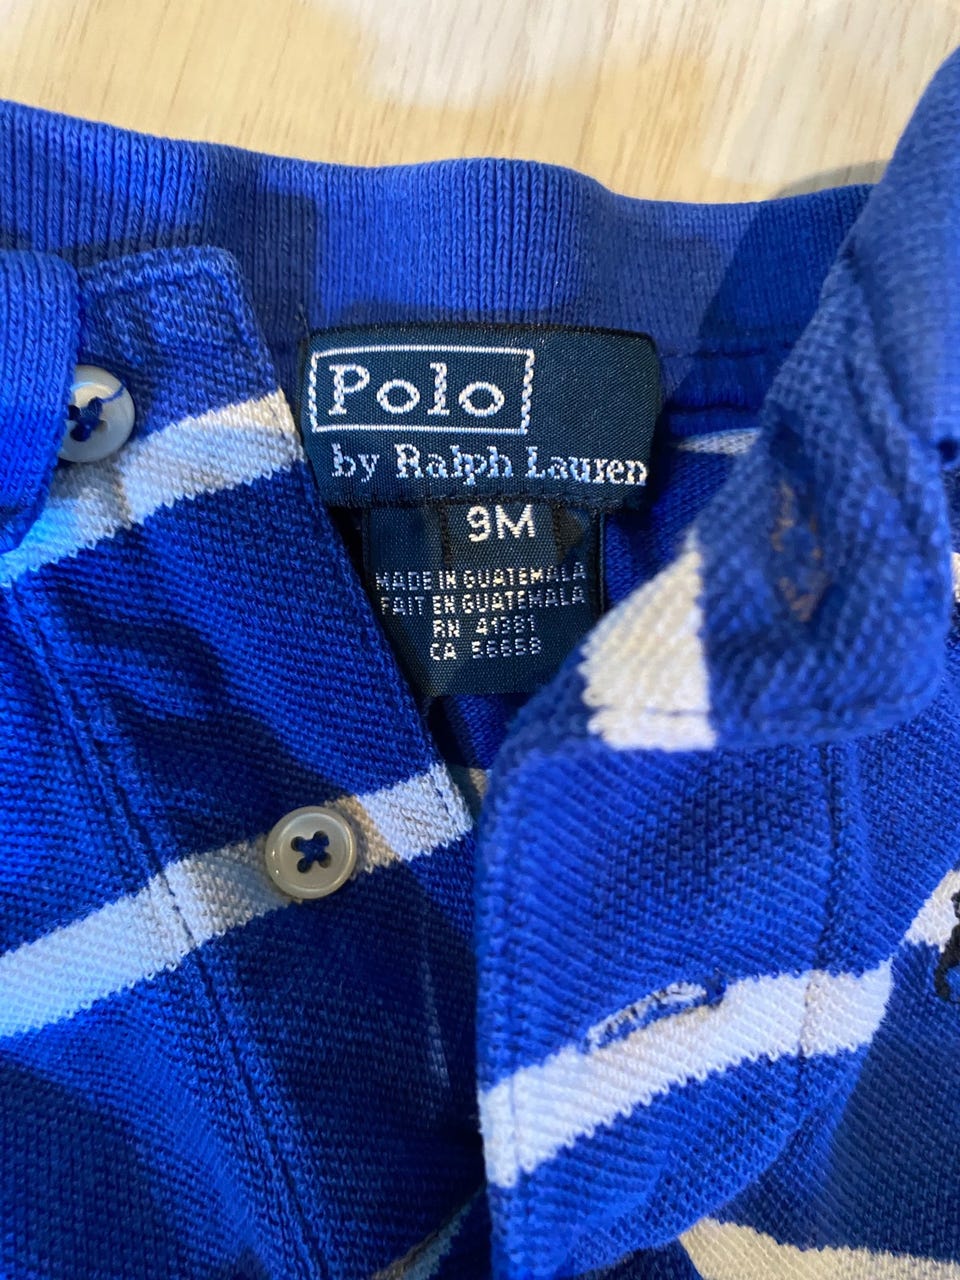 Polo
by Ralph Lauren
9M
MADE IN GUATEMALA
FAIT EN GUATEMALA
RN 41381
CA 56658